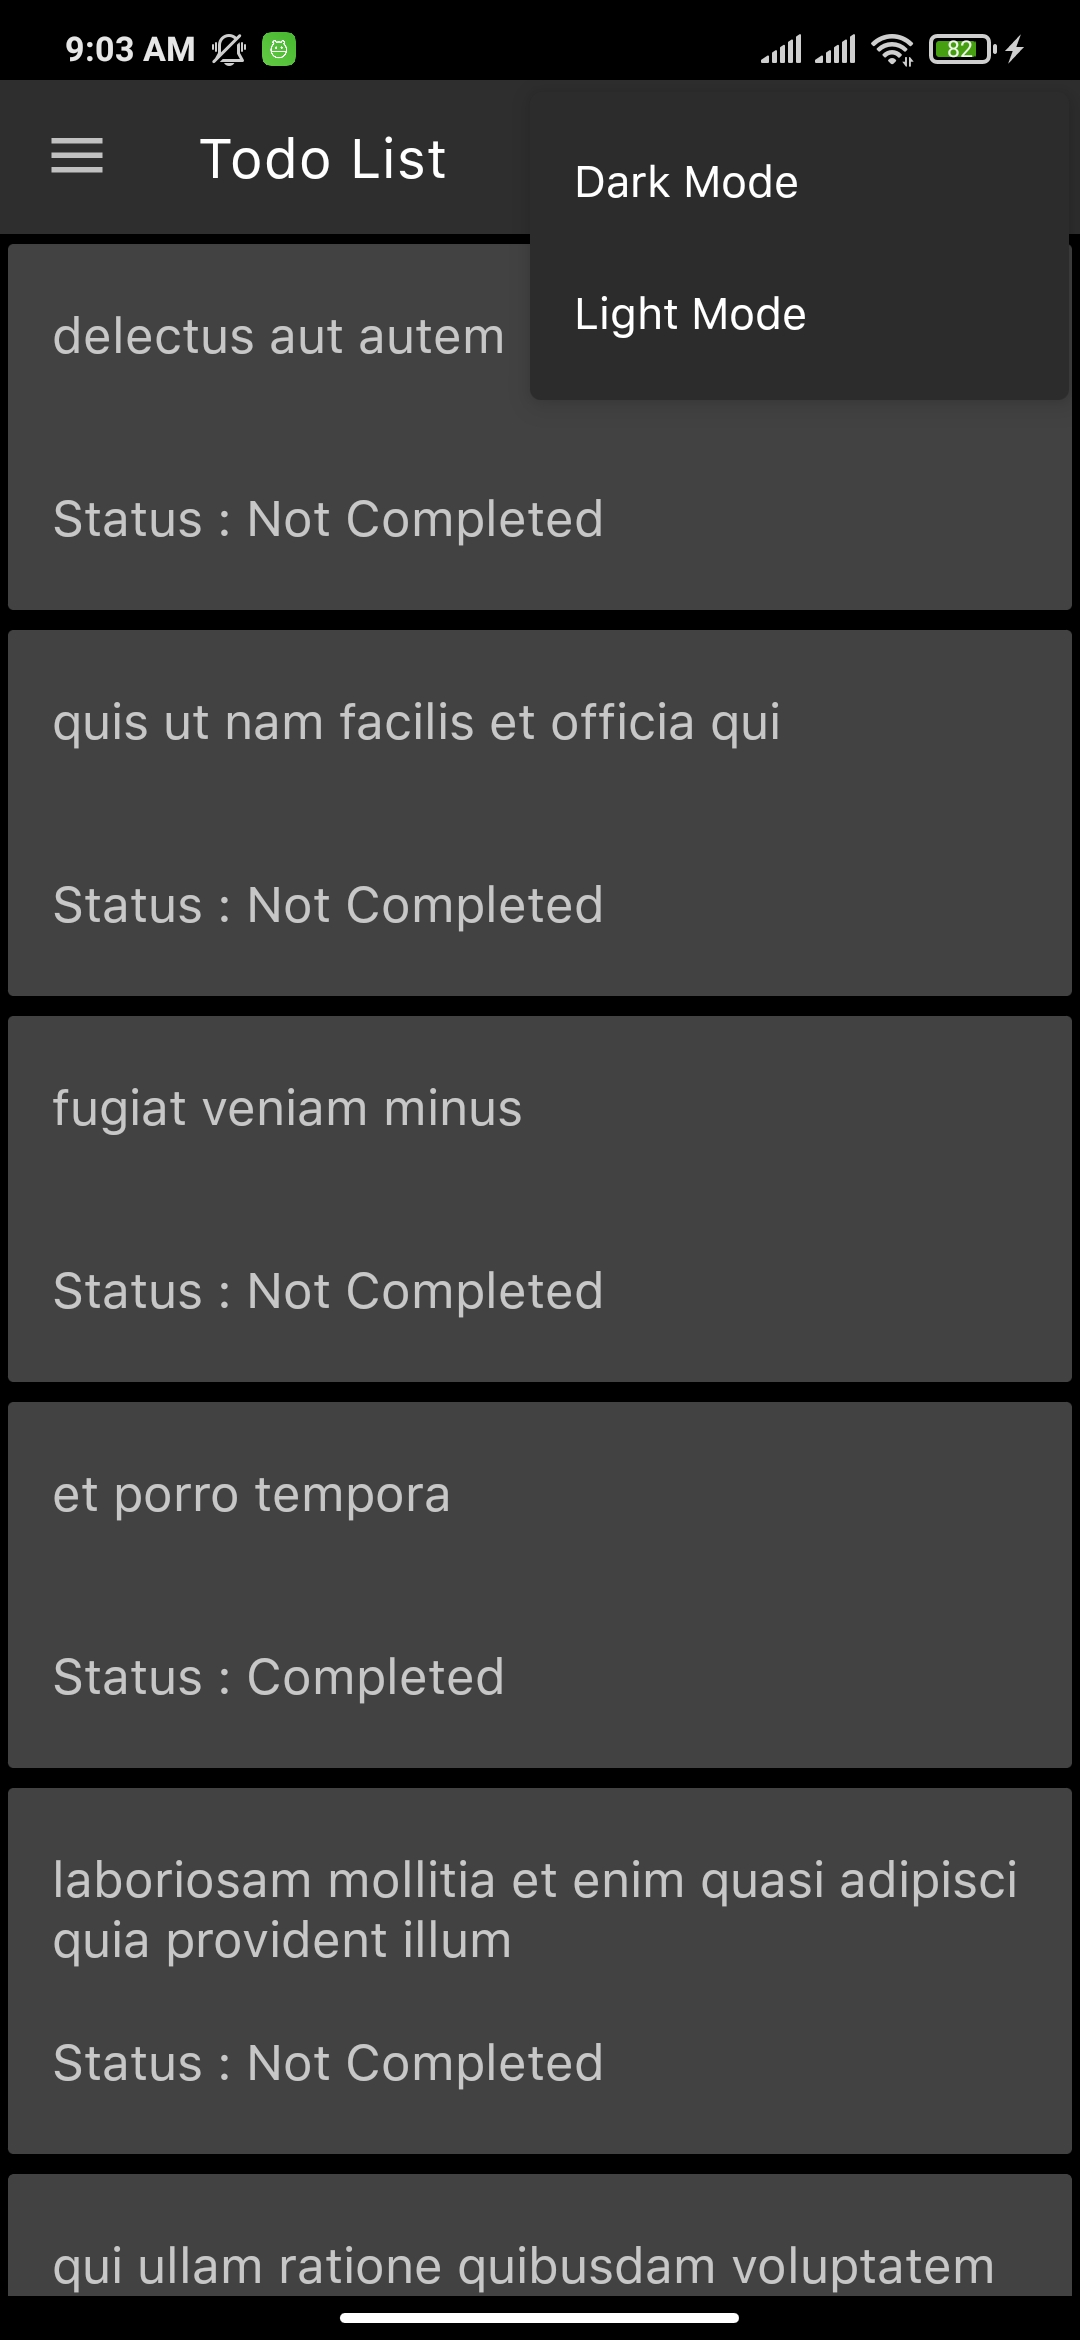 9:03 AM
82
Todo List
Dark Mode
Light Mode
delectus aut autem
Status : Not Completed
quis ut nam facilis et officia qui
Status : Not Completed
fugiat veniam minus
Status : Not Completed
et porro tempora
Status : Completed
laboriosam mollitia et enim quasi adipisci
quia provident illum
Status : Not Completed
qui ullam ratione quibusdam voluptatem